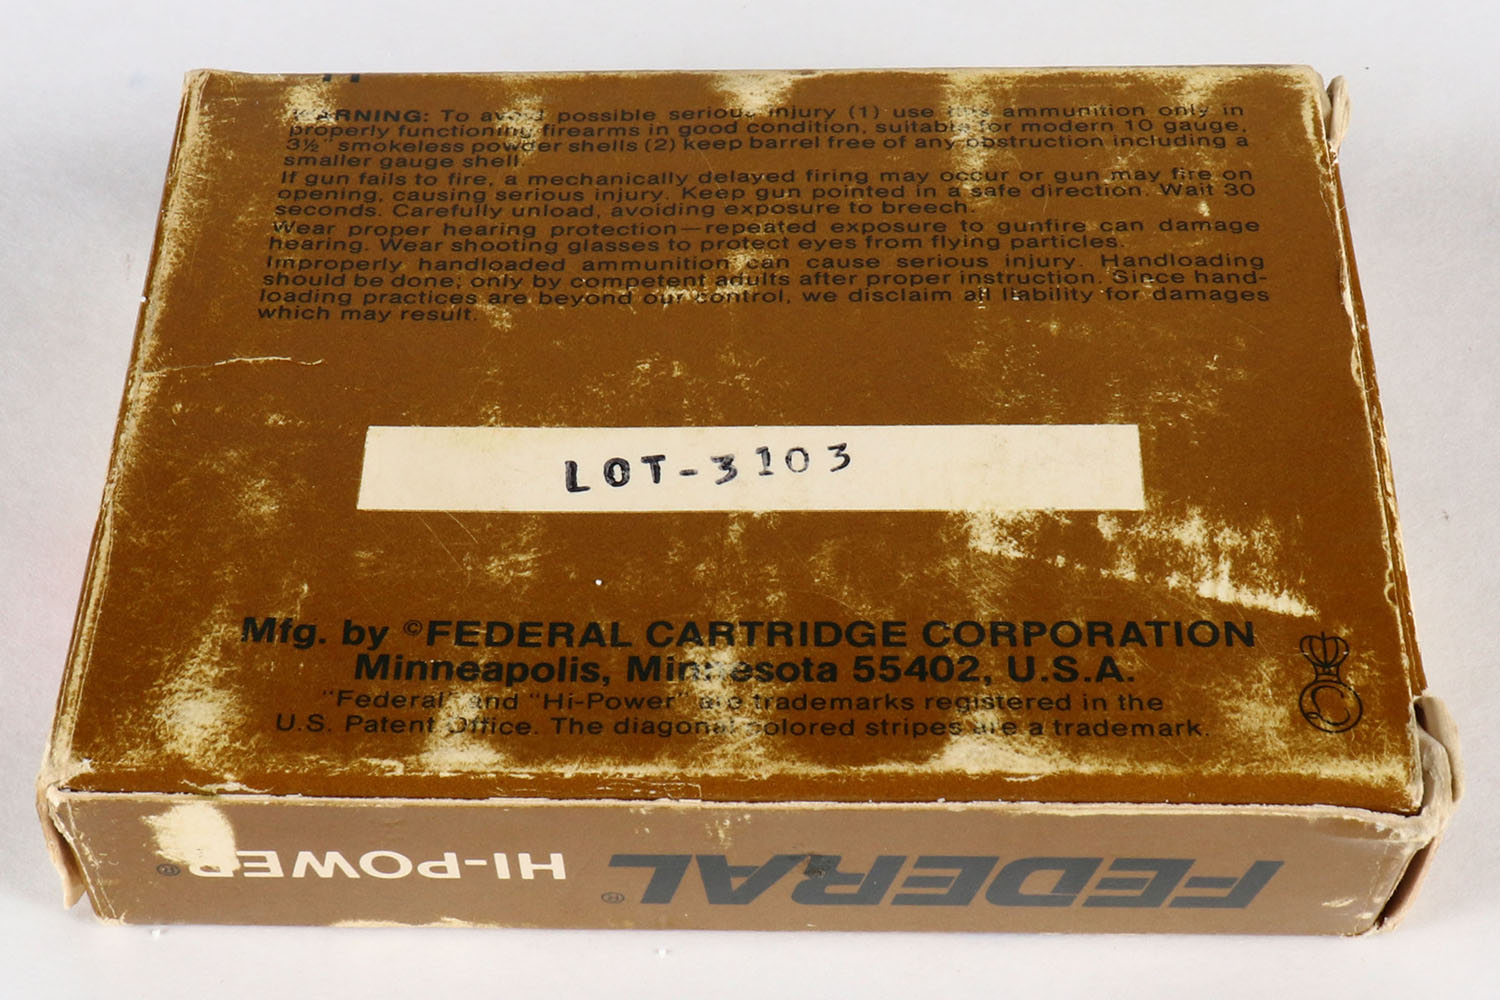 WARNING: To avoid possible serious injury (1) use this ammunition only in
properly functioning firearms in good condition, suitable for modern 10 gauge,
3½" smokeless powder shells (2) keep barrel free of any obstruction including a
smaller gauge shell.
If gun fails to fire, a mechanically delayed firing may occur or gun may fire on
opening, causing serious injury. Keep gun pointed in a safe direction. Wait 30
seconds. Carefully unload, avoiding exposure to breech.
Wear proper hearing protection—repeated exposure to gunfire can damage
hearing. Wear shooting glasses to protect eyes from flying particles.
Improperly handloaded ammunition can cause serious injury. Handloading
should be done, only by competent adults after proper instruction. Since hand-
loading practices are beyond our control, we disclaim all liability for damages
which may result.
LOT-3103
Mfg. by ©FEDERAL CARTRIDGE CORPORATION
Minneapolis, Minnesota 55402, U.S.A.
"Federal" and "Hi-Power" are trademarks registered in the
U.S. Patent Office. The diagonal colored stripes are a trademark.
FEDERAL® HI-POWER®